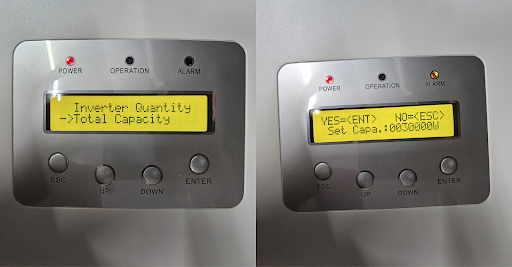 POWER OPERATION ALARM
Inverter Quantity
->Total Capacity
ESC UP DOWN ENTER
POWER OPERATION ALARM
YES=<ENT> NO=<ESC>
Set Capa.:0030000W
ESC UP DOWN ENTER